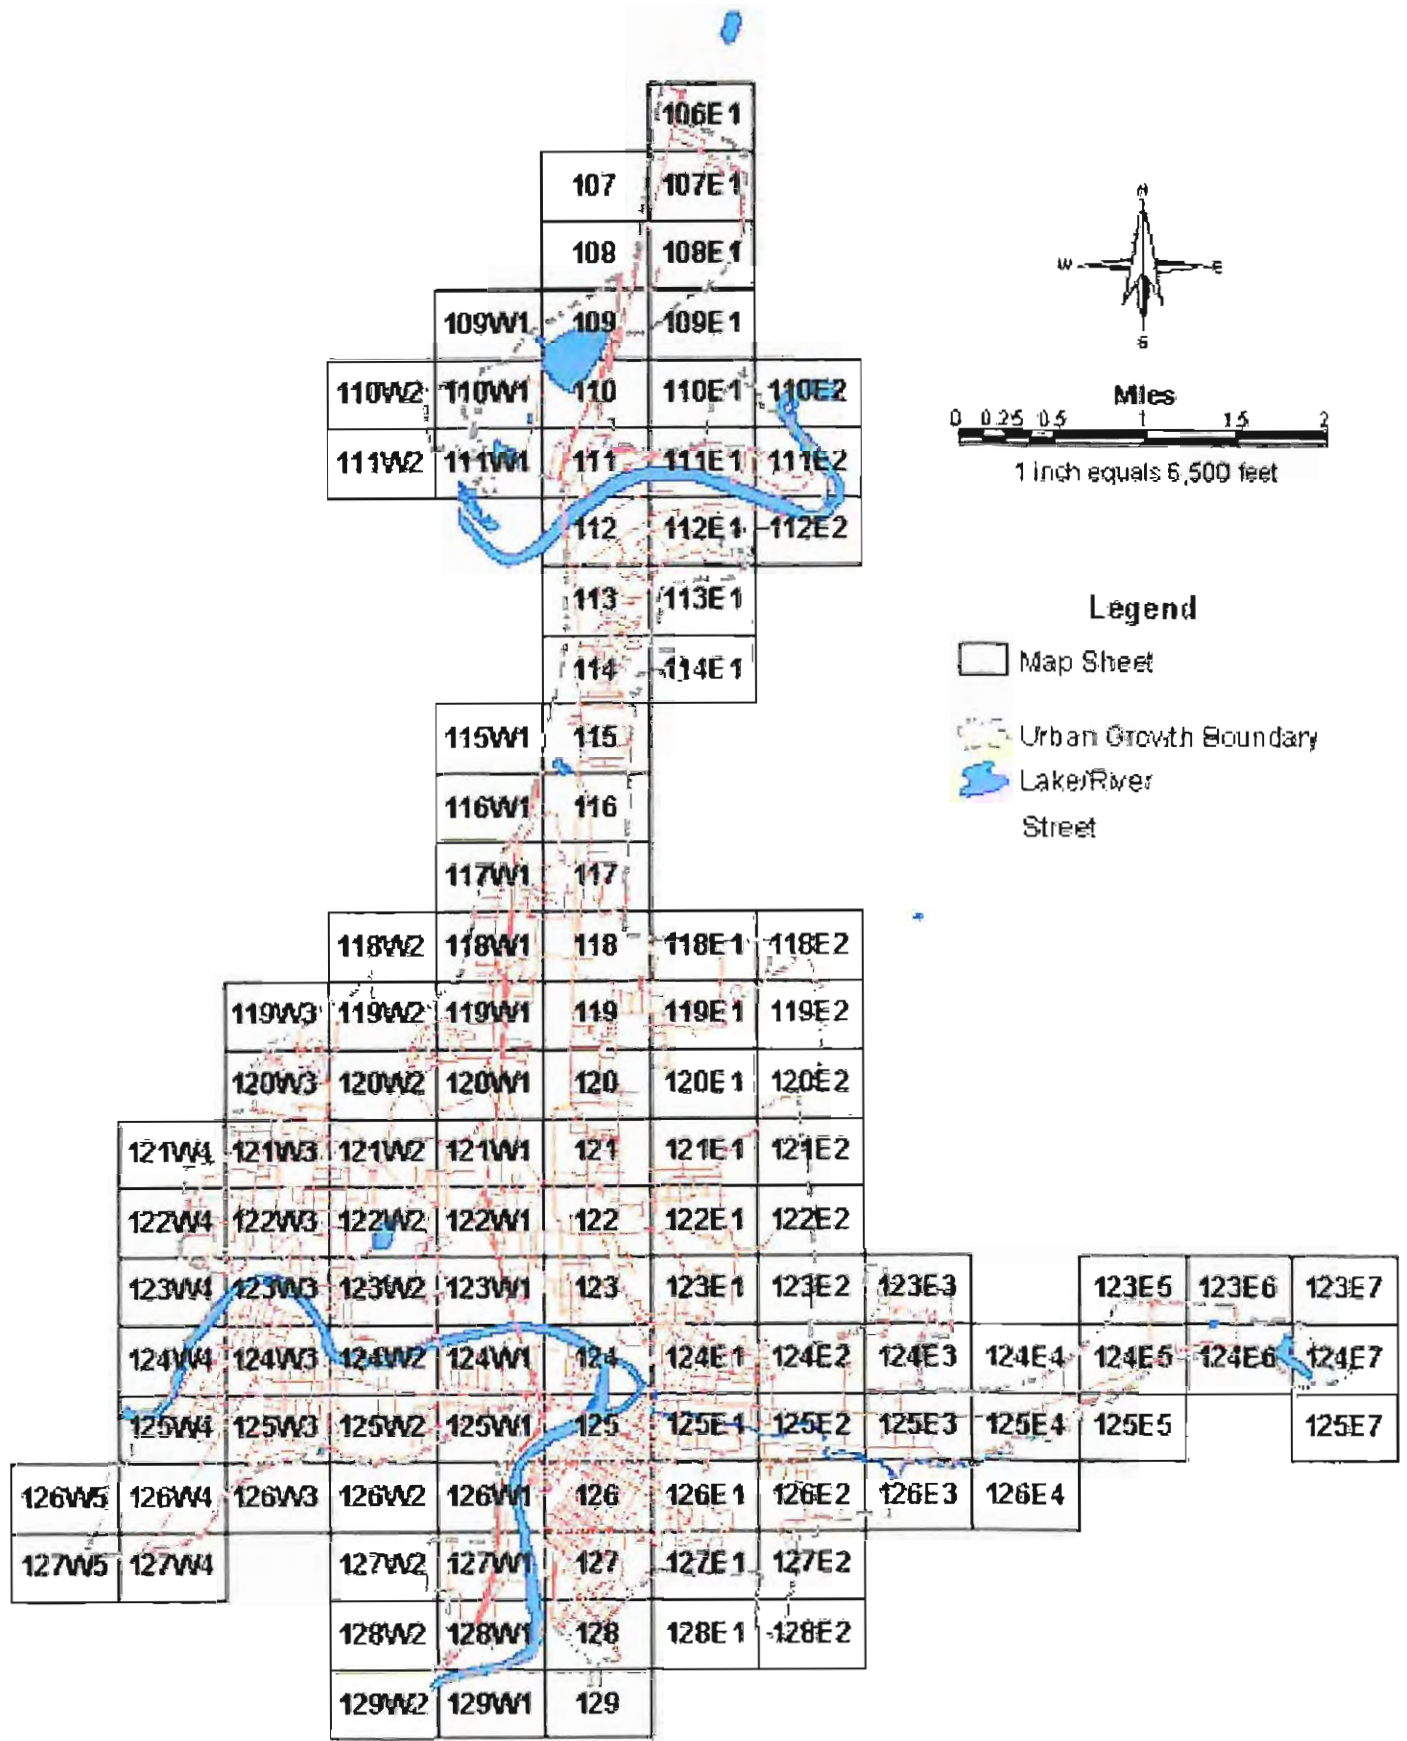 106E1
107 107E1
108 108E1
109W1 109 109E1
110W2 110W1 110 110E1 110E2
111W2 111W1 111 111E1 111E2
112 112E1 112E2
113 113E1
114 114E1
115W1 115
116W1 116
117W1 117
118W2 118W1 118 118E1 118E2
119W3 119W2 119W1 119 119E1 119E2
120W3 120W2 120W1 120 120E1 120E2
121W4 121W3 121W2 121W1 121 121E1 121E2
122W4 122W3 122W2 122W1 122 122E1 122E2
123W4 123W3 123W2 123W1 123 123E1 123E2 123E3 123E5 123E6 123E7
124W4 124W3 124W2 124W1 124 124E1 124E2 124E3 124E4 124E5 124E6 124E7
125W4 125W3 125W2 125W1 125 125E1 125E2 125E3 125E4 125E5 125E7
126W5 126W4 126W3 126W2 126W1 126 126E1 126E2 126E3 126E4
127W5 127W4 127W2 127W1 127 127E1 127E2
128W2 128W1 128 128E1 128E2
129W2 129W1 129
N
W E
S
Miles
0 0.25 0.5 1 1.5 2
1 inch equals 6,500 feet
Legend
Map Sheet
Urban Growth Boundary
Lake/River
Street